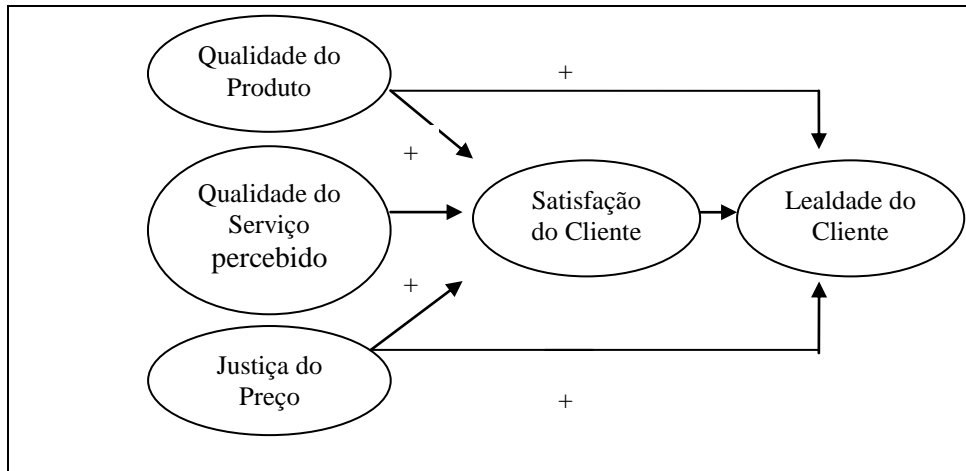 Qualidade do
Produto
+
+
Qualidade do
Serviço
percebido
Satisfação
do Cliente
Lealdade do
Cliente
+
Justiça do
Preço
+